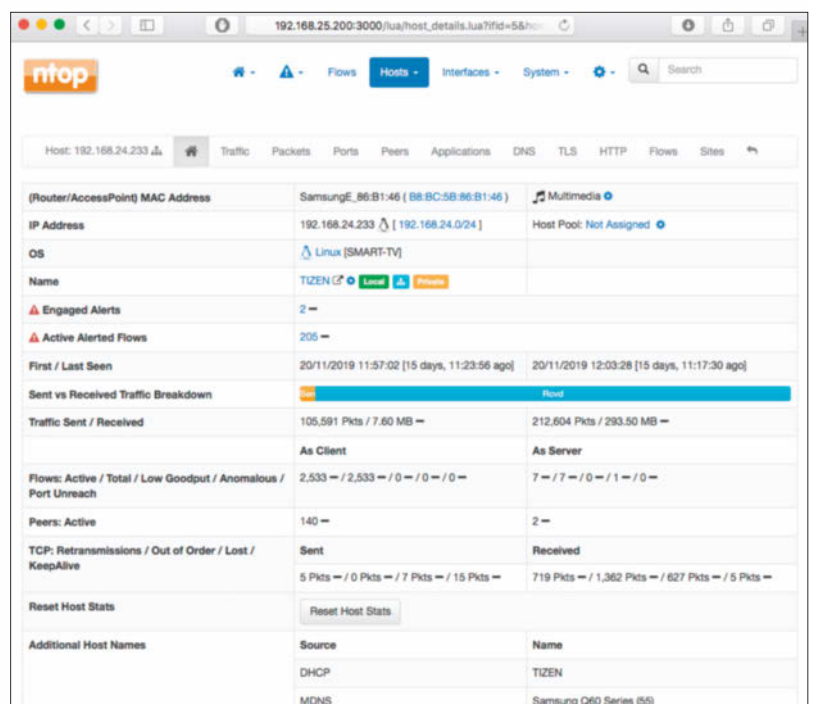 192.168.25.200:3000/lua/host_details.lua?ifid=5&ho
ntop
Flows Hosts Interfaces System Search
Host: 192.168.24.233 Traffic Packets Ports Peers Applications DNS TLS HTTP Flows Sites
(Router/AccessPoint) MAC Address SamsungE_86:B1:46 ( B8:BC:5B:86:B1:46 ) Multimedia
IP Address 192.168.24.233 [ 192.168.24.0/24 ] Host Pool: Not Assigned
OS Linux [SMART-TV]
Name TIZEN Local Private
Engaged Alerts 2
Active Alerted Flows 205
First / Last Seen 20/11/2019 11:57:02 [15 days, 11:23:56 ago] 20/11/2019 12:03:28 [15 days, 11:17:30 ago]
Sent vs Received Traffic Breakdown Sen Rcvd
Traffic Sent / Received 105,591 Pkts / 7.60 MB — 212,604 Pkts / 293.50 MB —
As Client As Server
Flows: Active / Total / Low Goodput / Anomalous / 2,533 — / 2,533 — / 0 — / 0 — / 0 — 7 — / 7 — / 0 — / 1 — / 0 —
Port Unreach
Peers: Active 140 — 2 —
TCP: Retransmissions / Out of Order / Lost / Sent Received
KeepAlive
5 Pkts — / 0 Pkts — / 7 Pkts — / 15 Pkts — 719 Pkts — / 1,362 Pkts — / 627 Pkts — / 5 Pkts —
Reset Host Stats Reset Host Stats
Additional Host Names Source Name
DHCP TIZEN
MDNS Samsung Q60 Series (55)